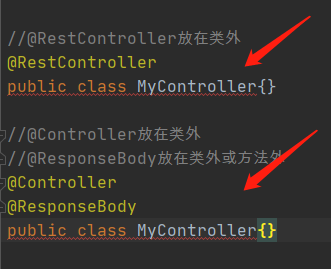 //@RestController放在类外
@RestController
public class MyController{}
//@Controller放在类外
//@ResponseBody放在类外或方法外
@Controller
@ResponseBody
public class MyController{}